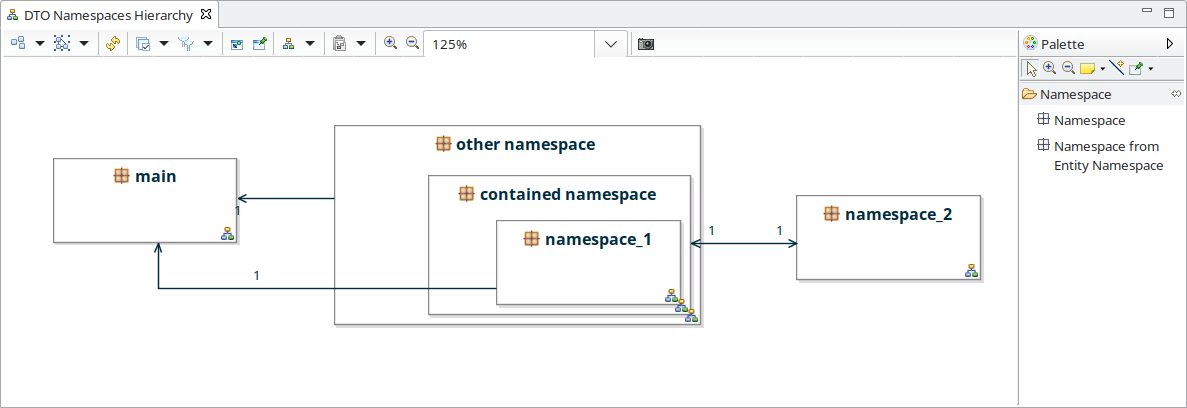 DTO Namespaces Hierarchy
125%
Palette
Namespace
Namespace
Namespace from
Entity Namespace
other namespace
main
contained namespace
1
namespace_2
namespace_1
1
1
1